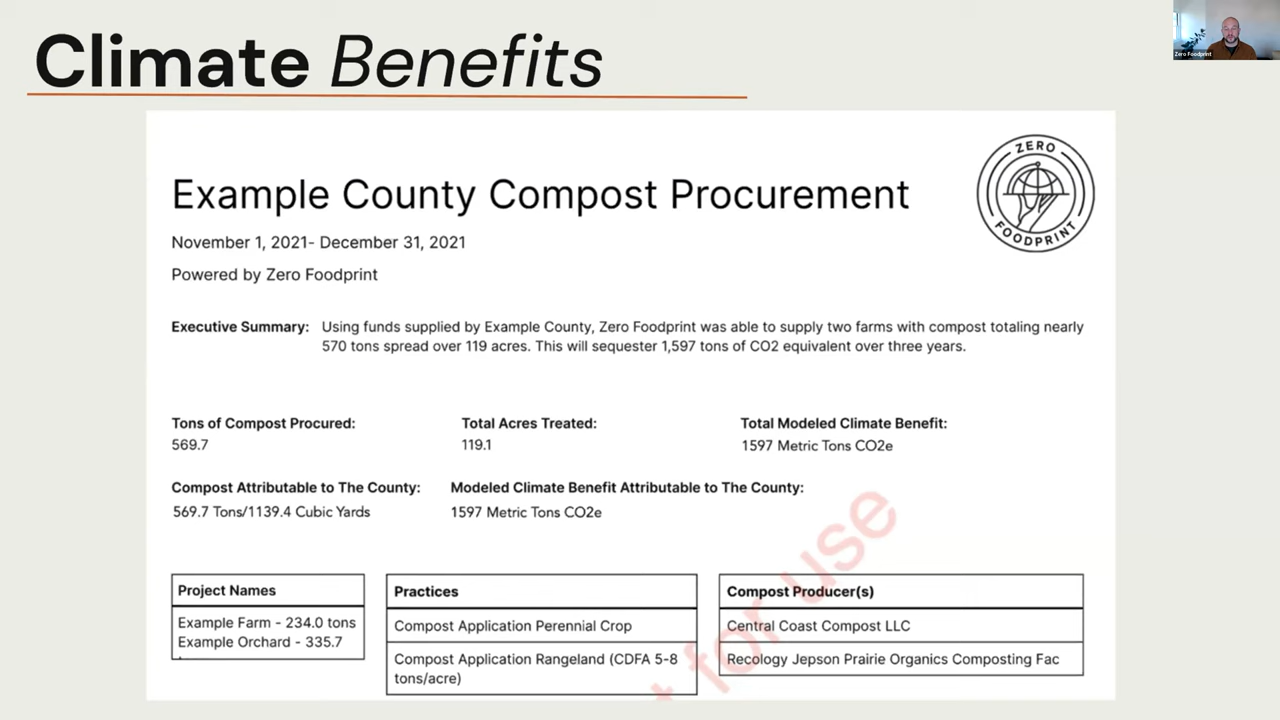 Climate Benefits
Zero Foodprint
ZERO
FOODPRINT
Example County Compost Procurement
November 1, 2021- December 31, 2021
Powered by Zero Foodprint
Executive Summary: Using funds supplied by Example County, Zero Foodprint was able to supply two farms with compost totaling nearly
570 tons spread over 119 acres. This will sequester 1,597 tons of CO2 equivalent over three years.
Tons of Compost Procured:
569.7
Total Acres Treated:
119.1
Total Modeled Climate Benefit:
1597 Metric Tons CO2e
Compost Attributable to The County:
569.7 Tons/1139.4 Cubic Yards
Modeled Climate Benefit Attributable to The County:
1597 Metric Tons CO2e
Project Names
Example Farm - 234.0 tons
Example Orchard - 335.7
Practices
Compost Application Perennial Crop
Compost Application Rangeland (CDFA 5-8
tons/acre)
Compost Producer(s)
Central Coast Compost LLC
Recology Jepson Prairie Organics Composting Fac
for use